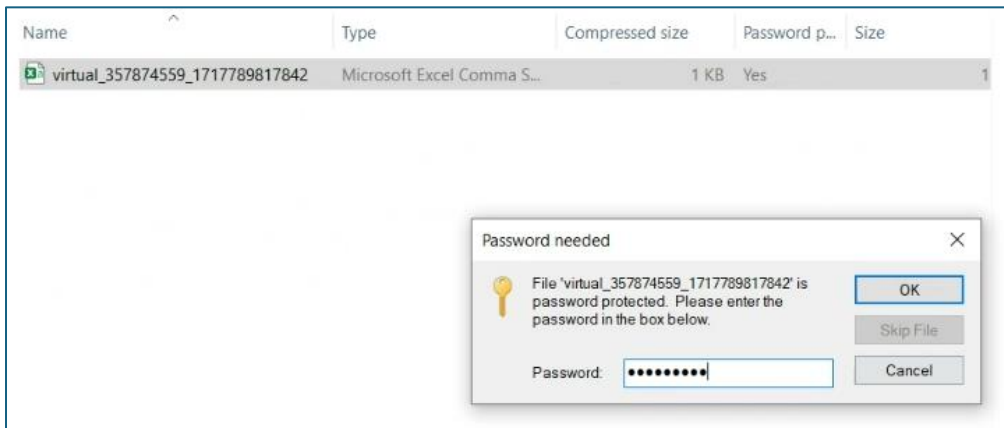 Name Type Compressed size Password p... Size
virtual_357874559_1717789817842 Microsoft Excel Comma S... 1 KB Yes 1
Password needed
File 'virtual_357874559_1717789817842' is
password protected. Please enter the
password in the box below.
OK
Skip File
Password: •••••••••
Cancel